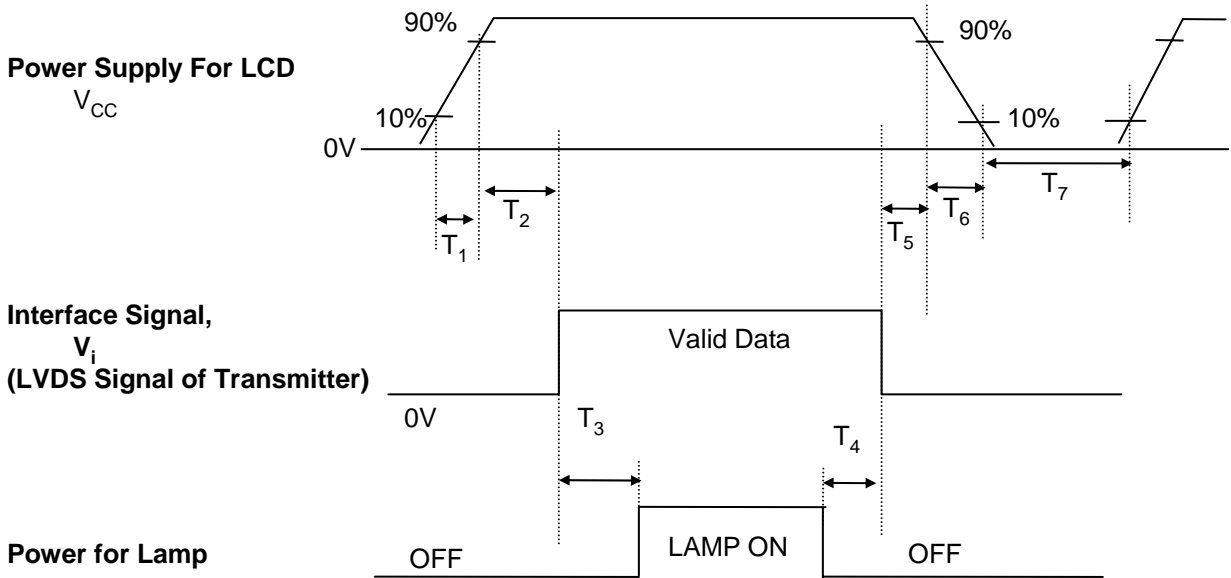 90%
90%
Power Supply For LCD
VCC
10%
10%
0V
T1
T2
T5
T6
T7
Interface Signal,
Vi
(LVDS Signal of Transmitter)
Valid Data
0V
T3
T4
Power for Lamp
OFF
LAMP ON
OFF